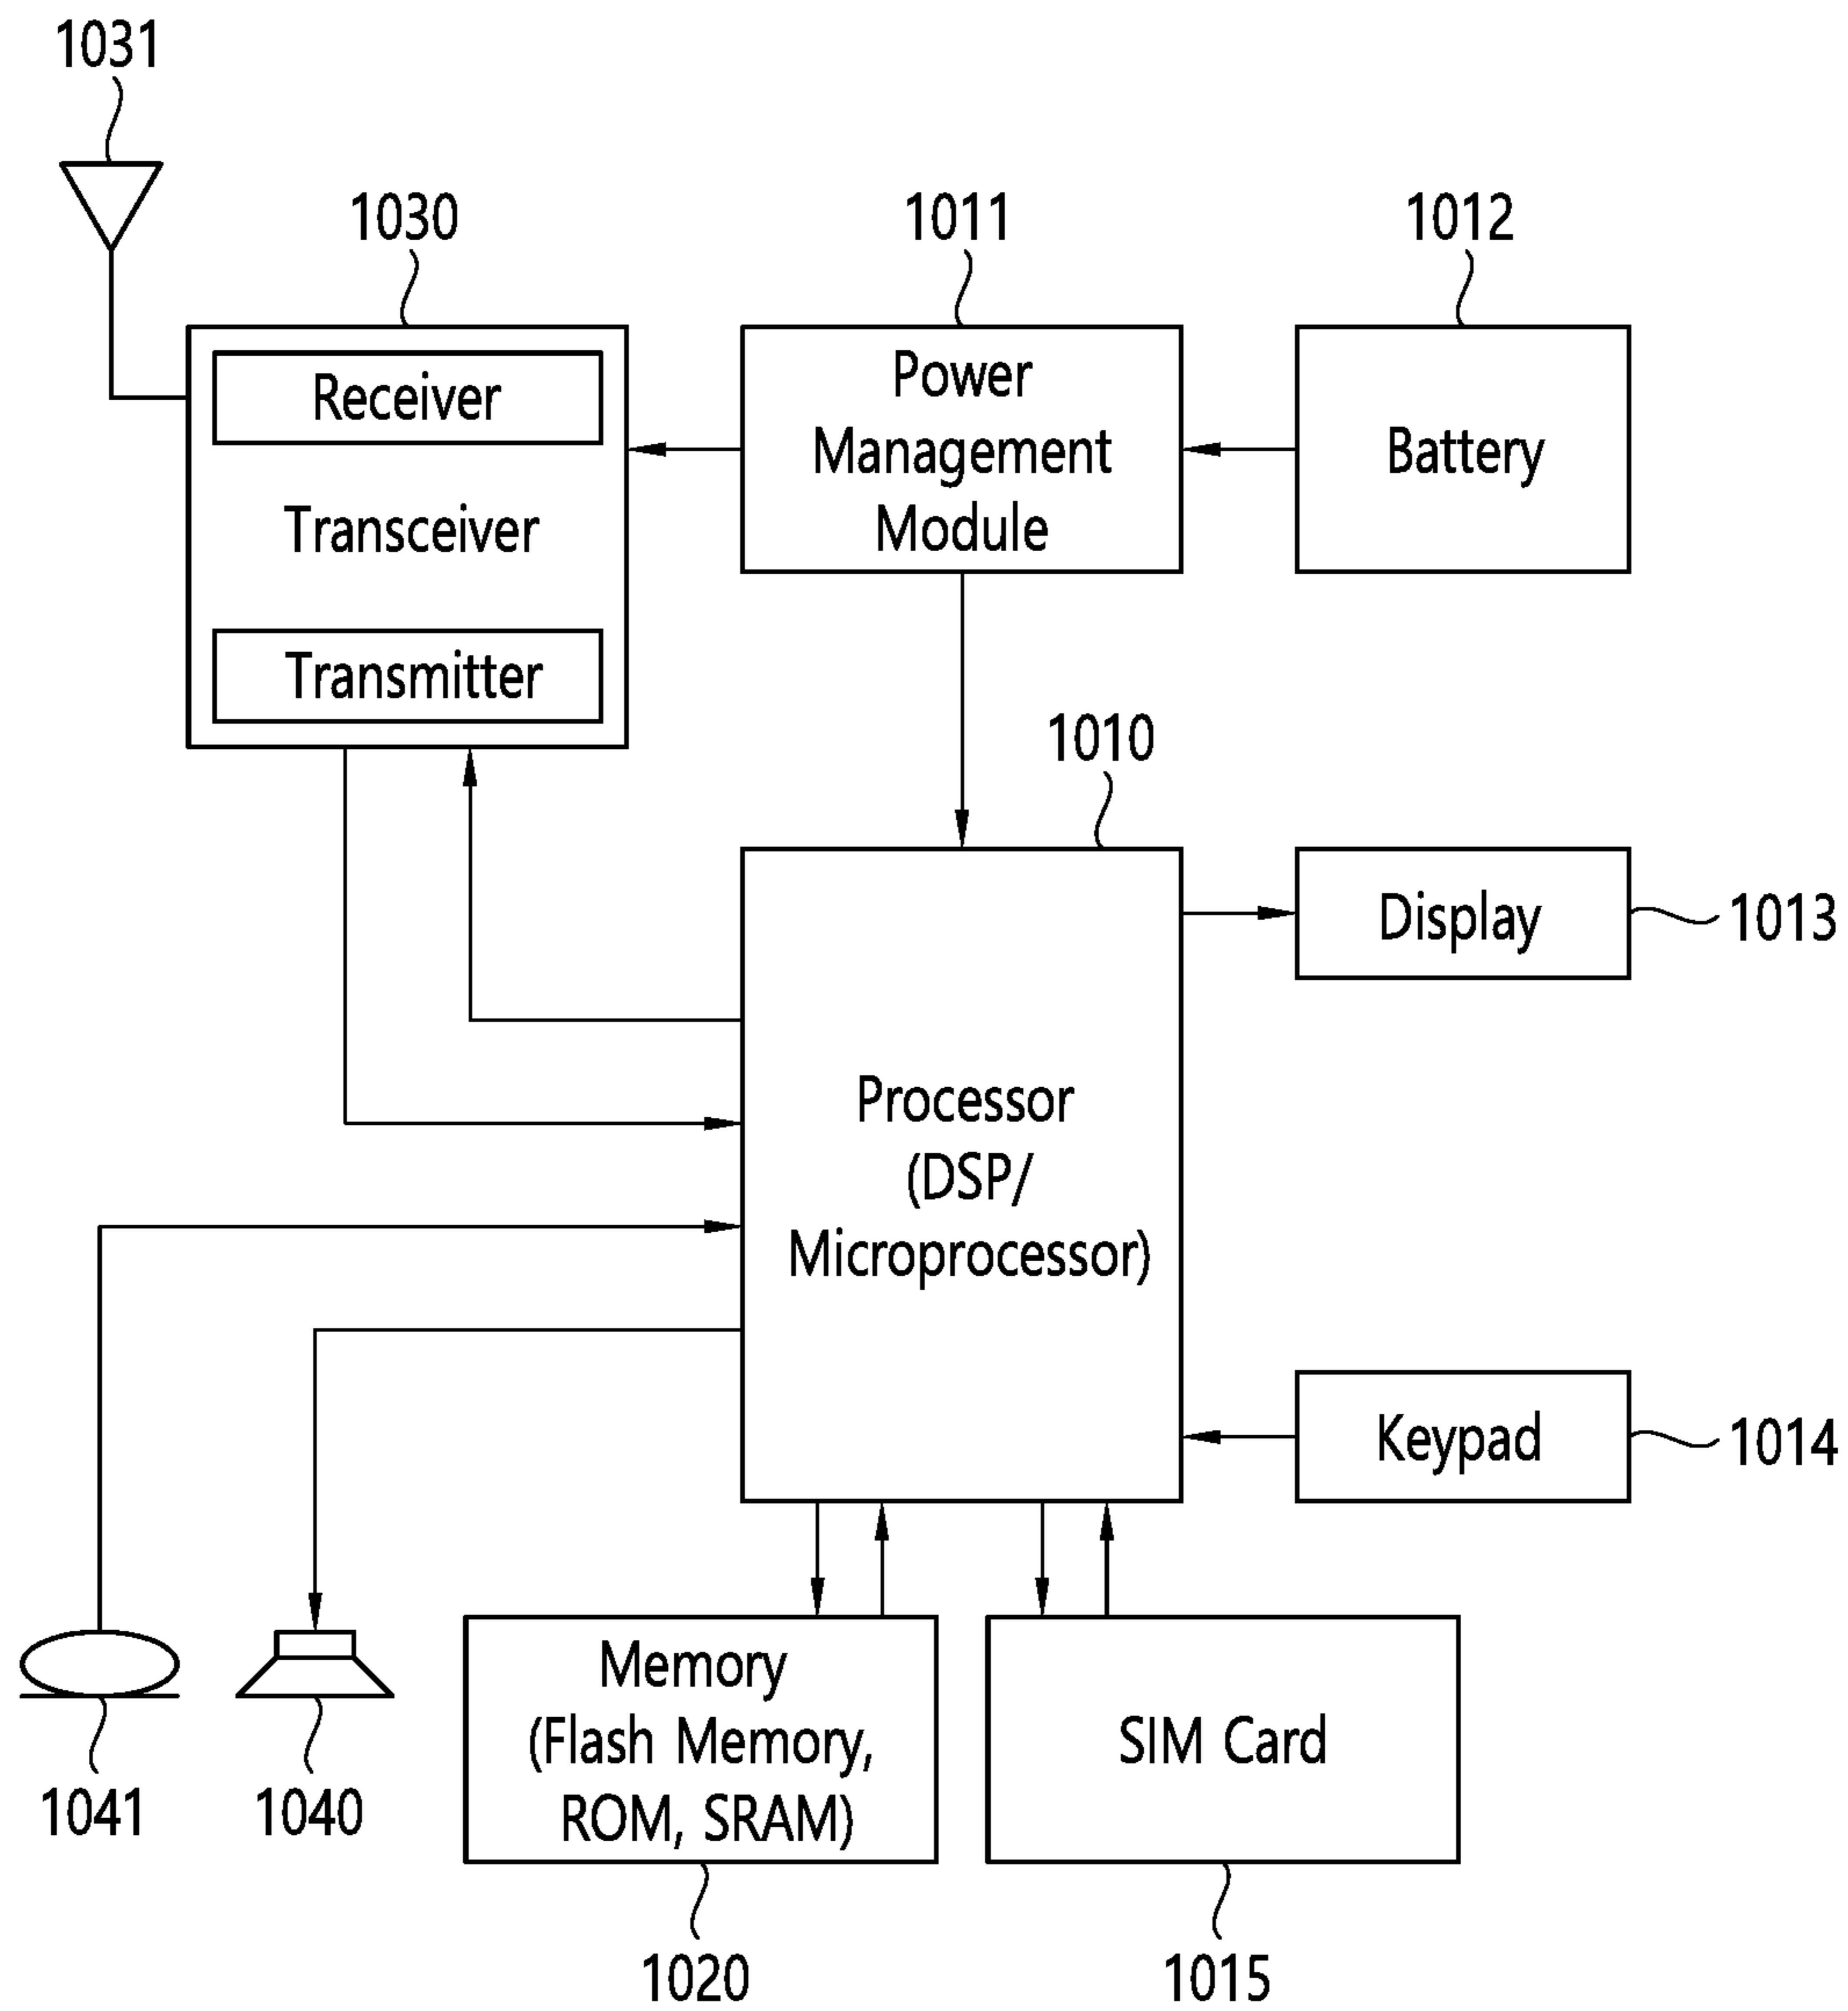 1031
1030
1011
1012
Receiver
Transceiver
Transmitter
Power
Management
Module
Battery
1010
Display
1013
Processor
(DSP/
Microprocessor)
Keypad
1014
1041
1040
Memory
(Flash Memory,
ROM, SRAM)
SIM Card
1020
1015